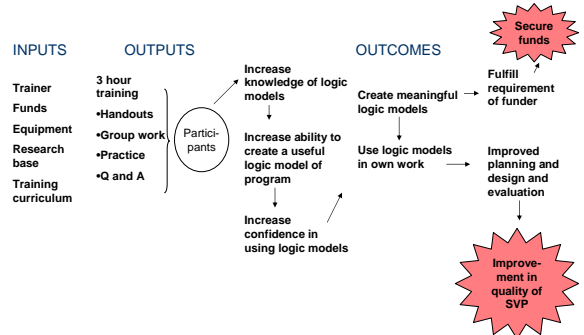 INPUTS
OUTPUTS
OUTCOMES
Trainer
Funds
Equipment
Research
base
Training
curriculum
3 hour
training
•Handouts
•Group work
•Practice
•Q and A
Partici-
pants
Increase
knowledge of logic
models
Increase ability to
create a useful
logic model of
program
Increase
confidence in
using logic models
Create meaningful
logic models
Use logic models
in own work
Secure
funds
Fulfill
requirement
of funder
Improved
planning and
design and
evaluation
Improve-
ment in
quality of
SVP